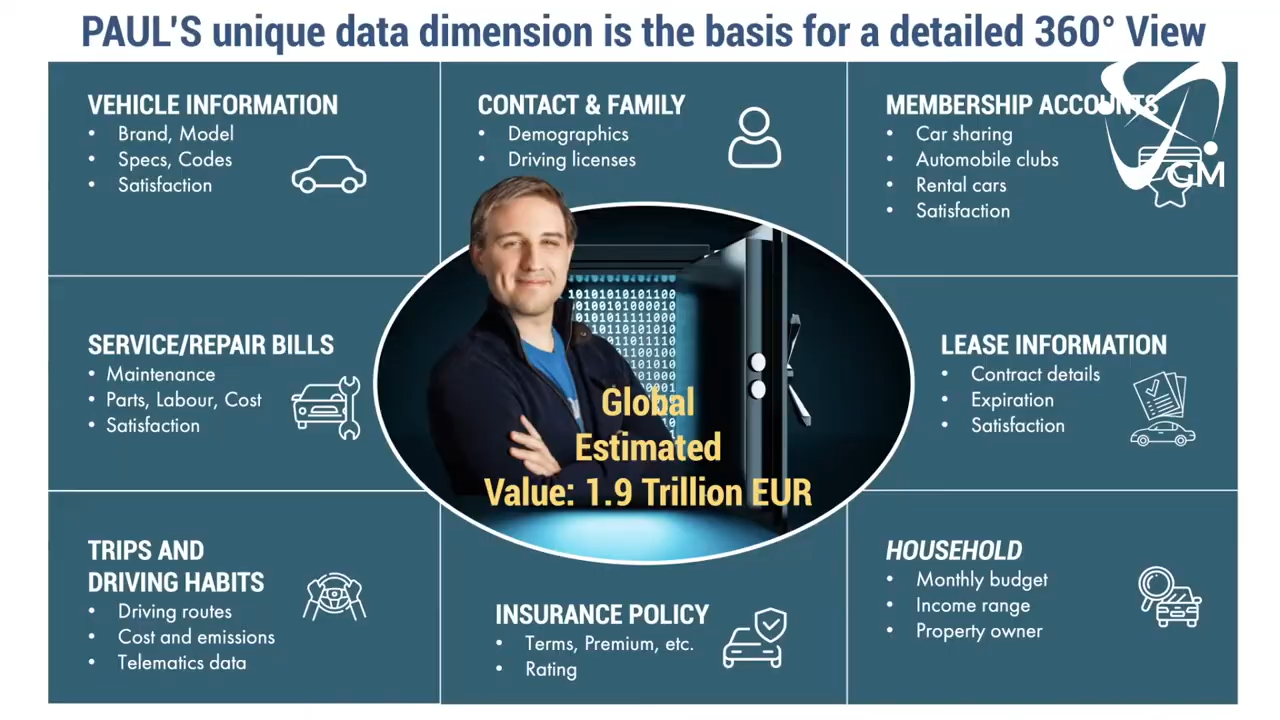 PAUL'S unique data dimension is the basis for a detailed 360° View
VEHICLE INFORMATION
• Brand, Model
• Specs, Codes
• Satisfaction
CONTACT & FAMILY
• Demographics
• Driving licenses
MEMBERSHIP ACCOUNTS
• Car sharing
• Automobile clubs
• Rental cars
• Satisfaction
GM
SERVICE/REPAIR BILLS
• Maintenance
• Parts, Labour, Cost
• Satisfaction
Global
Estimated
Value: 1.9 Trillion EUR
LEASE INFORMATION
• Contract details
• Expiration
• Satisfaction
TRIPS AND
DRIVING HABITS
• Driving routes
• Cost and emissions
• Telematics data
INSURANCE POLICY
• Terms, Premium, etc.
• Rating
HOUSEHOLD
• Monthly budget
• Income range
• Property owner